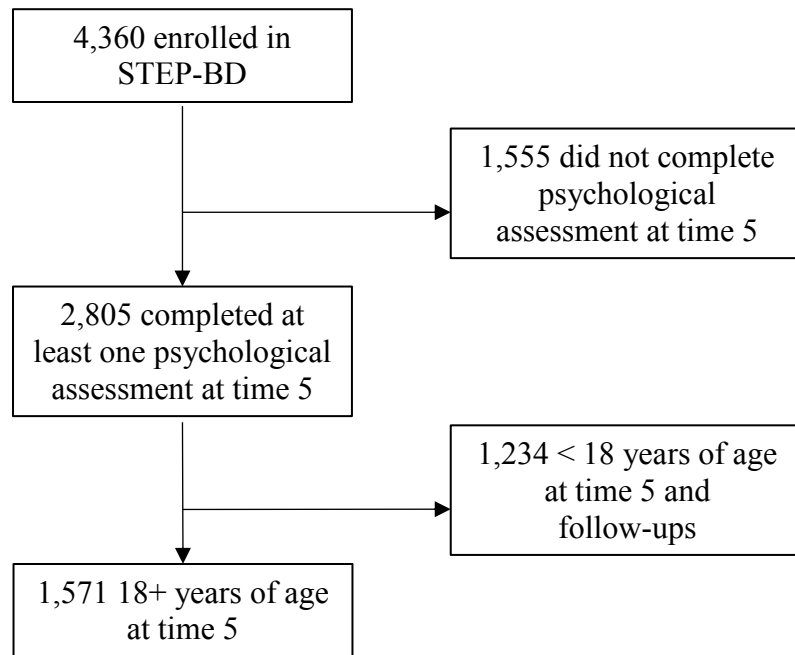 4,360 enrolled in
STEP-BD
1,555 did not complete
psychological
assessment at time 5
2,805 completed at
least one psychological
assessment at time 5
1,234 < 18 years of age
at time 5 and
follow-ups
1,571 18+ years of age
at time 5